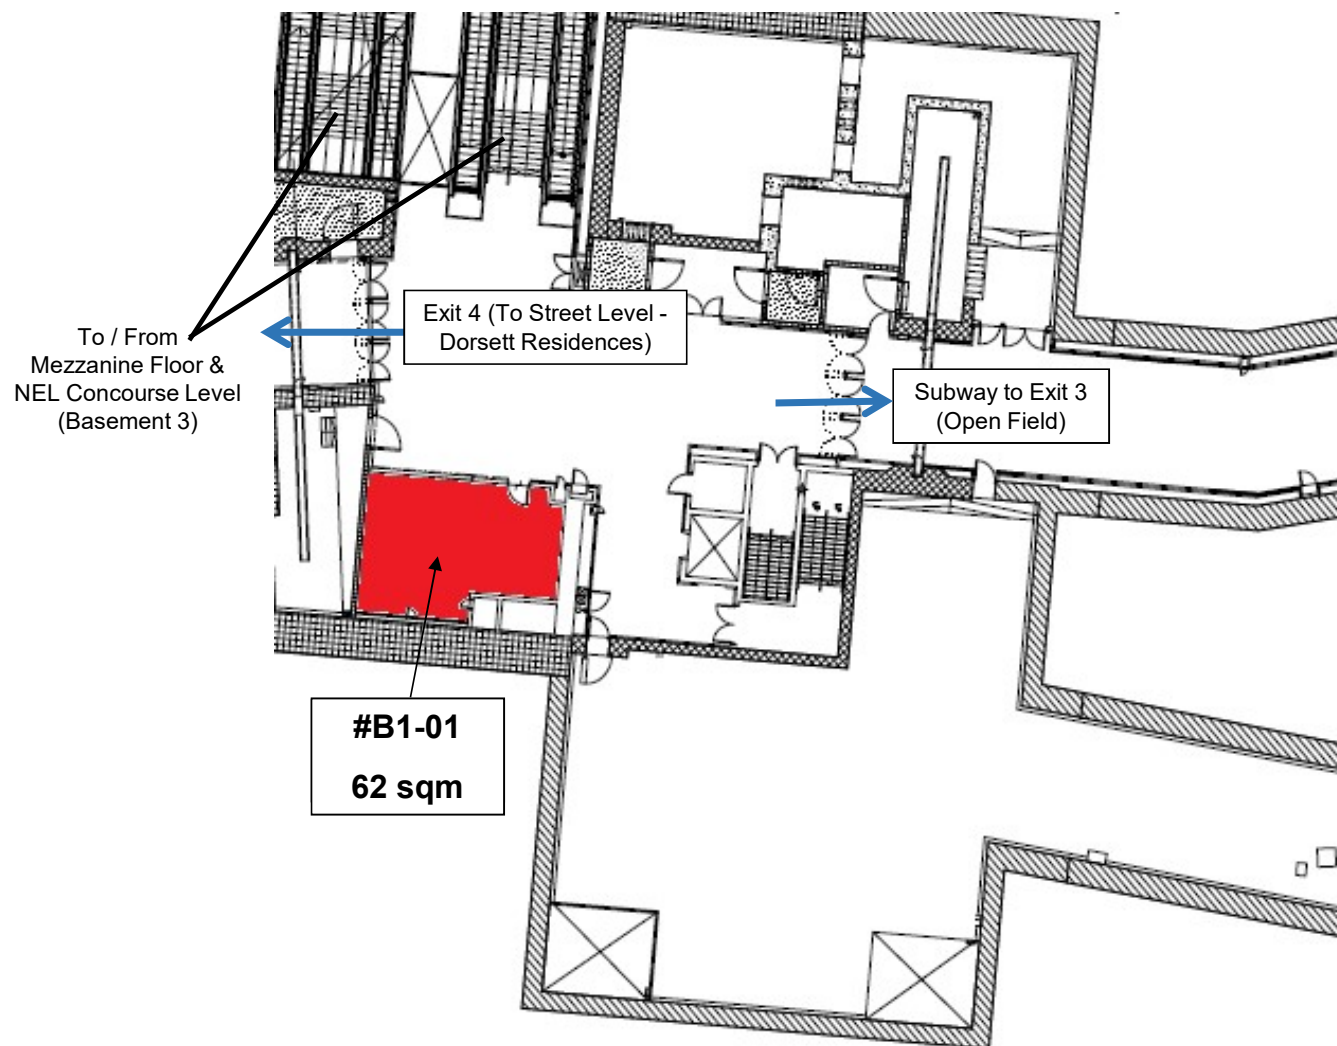 Exit 4 (To Street Level -
Dorsett Residences)
To / From
Mezzanine Floor &
NEL Concourse Level
(Basement 3)
Subway to Exit 3
(Open Field)
#B1-01
62 sqm